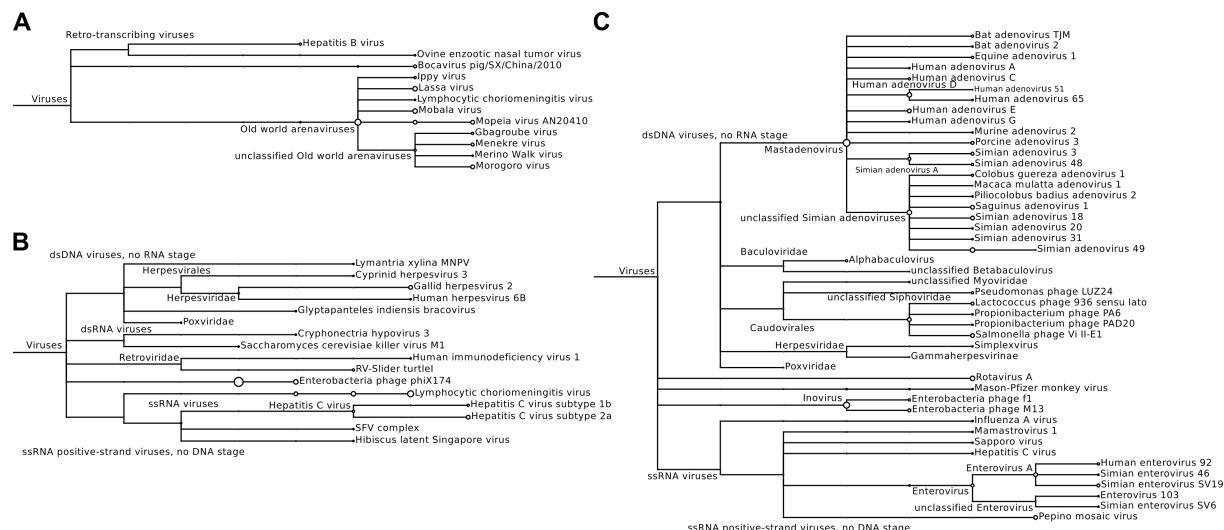 A
Retro-transcribing viruses
Hepatitis B virus
Ovine enzootic nasal tumor virus
Bocavirus pig/SX/China/2010
Ippy virus
Lassa virus
Viruses
Lymphocytic choriomeningitis virus
Mobala virus
Mopeia virus AN20410
Old world arenaviruses
Gbagroube virus
Menekre virus
unclassified Old world arenaviruses
Merino Walk virus
Morogoro virus
B
dsDNA viruses, no RNA stage
Lymantria xylina MNPV
Herpesvirales
Cyprinid herpesvirus 3
Gallid herpesvirus 2
Herpesviridae
Human herpesvirus 6B
Glyptapanteles indiensis bracovirus
Poxviridae
dsRNA viruses
Cryphonectria hypovirus 3
Viruses
Saccharomyces cerevisiae killer virus M1
Retroviridae
Human immunodeficiency virus 1
RV-Slider turtleI
Enterobacteria phage phiX174
Lymphocytic choriomeningitis virus
ssRNA viruses
Hepatitis C virus
Hepatitis C virus subtype 1b
Hepatitis C virus subtype 2a
SFV complex
Hibiscus latent Singapore virus
ssRNA positive-strand viruses, no DNA stage
C
Bat adenovirus TJM
Bat adenovirus 2
Equine adenovirus 1
Human adenovirus A
Human adenovirus C
Human adenovirus D
Human adenovirus 51
Human adenovirus 65
Human adenovirus E
Human adenovirus G
Murine adenovirus 2
dsDNA viruses, no RNA stage
Porcine adenovirus 3
Mastadenovirus
Simian adenovirus 3
Simian adenovirus 48
Simian adenovirus A
Colobus guereza adenovirus 1
Macaca mulatta adenovirus 1
Piliocolobus badius adenovirus 2
Saguinus adenovirus 1
unclassified Simian adenoviruses
Simian adenovirus 18
Simian adenovirus 20
Simian adenovirus 31
Simian adenovirus 49
Baculoviridae
Alphabaculovirus
unclassified Betabaculovirus
Viruses
unclassified Myoviridae
Pseudomonas phage LUZ24
unclassified Siphoviridae
Lactococcus phage 936 sensu lato
Propionibacterium phage PA6
Propionibacterium phage PAD20
Caudovirales
Salmonella phage Vi II-E1
Herpesviridae
Simplexvirus
Gammaherpesvirinae
Poxviridae
Rotavirus A
Mason-Pfizer monkey virus
Inovirus
Enterobacteria phage f1
Enterobacteria phage M13
Influenza A virus
Mamastrovirus 1
Sapporo virus
Hepatitis C virus
Human enterovirus 92
Enterovirus A
ssRNA viruses
Simian enterovirus 46
Simian enterovirus SV19
Enterovirus
Enterovirus 103
unclassified Enterovirus
Simian enterovirus SV6
Pepino mosaic virus
ssRNA positive-strand viruses, no DNA stage